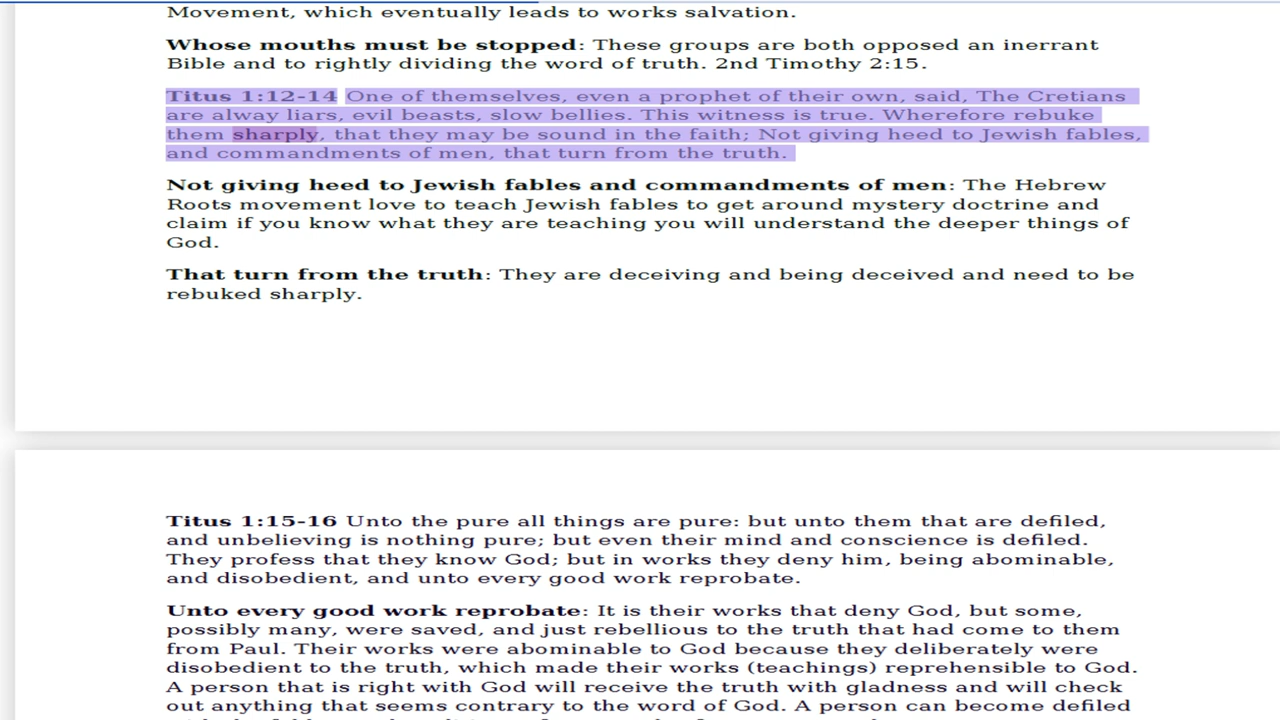 Movement, which eventually leads to works salvation.
Whose mouths must be stopped: These groups are both opposed an inerrant
Bible and to rightly dividing the word of truth. 2nd Timothy 2:15.
Titus 1:12-14 One of themselves, even a prophet of their own, said, The Cretians
are alway liars, evil beasts, slow bellies. This witness is true. Wherefore rebuke
them sharply, that they may be sound in the faith; Not giving heed to Jewish fables,
and commandments of men, that turn from the truth.
Not giving heed to Jewish fables and commandments of men: The Hebrew
Roots movement love to teach Jewish fables to get around mystery doctrine and
claim if you know what they are teaching you will understand the deeper things of
God.
That turn from the truth: They are deceiving and being deceived and need to be
rebuked sharply.
Titus 1:15-16 Unto the pure all things are pure: but unto them that are defiled,
and unbelieving is nothing pure; but even their mind and conscience is defiled.
They profess that they know God; but in works they deny him, being abominable,
and disobedient, and unto every good work reprobate.
Unto every good work reprobate: It is their works that deny God, but some,
possibly many, were saved, and just rebellious to the truth that had come to them
from Paul. Their works were abominable to God because they deliberately were
disobedient to the truth, which made their works (teachings) reprehensible to God.
A person that is right with God will receive the truth with gladness and will check
out anything that seems contrary to the word of God. A person can become defiled